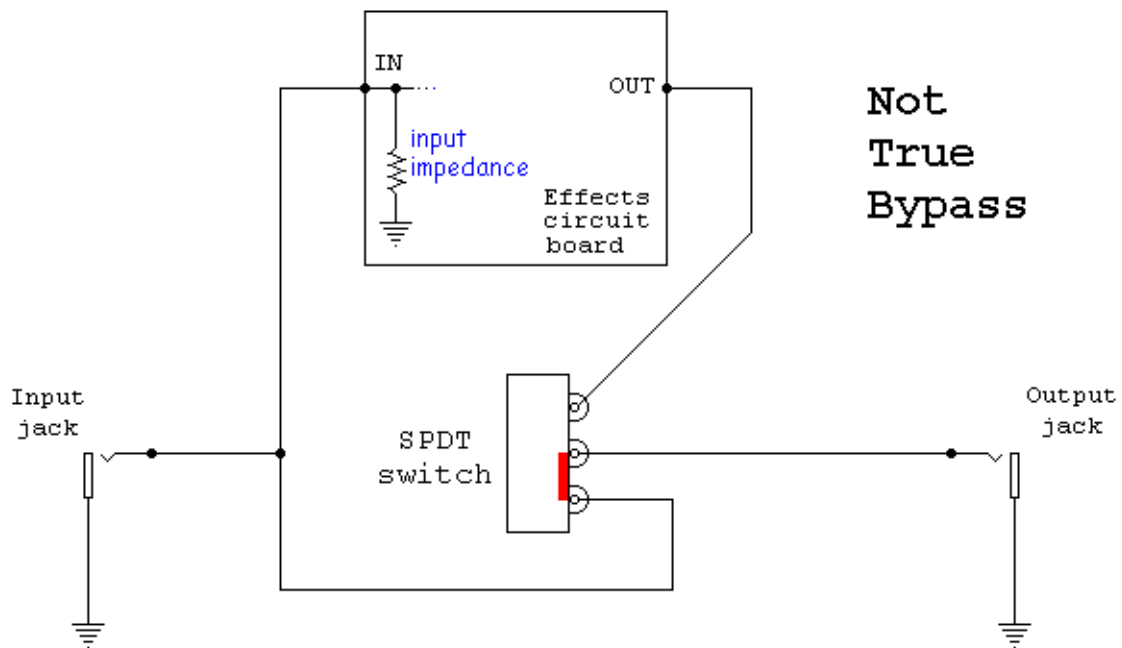 IN
OUT
input
impedance
Effects
circuit
board
Not
True
Bypass
Input
jack
SPDT
switch
Output
jack